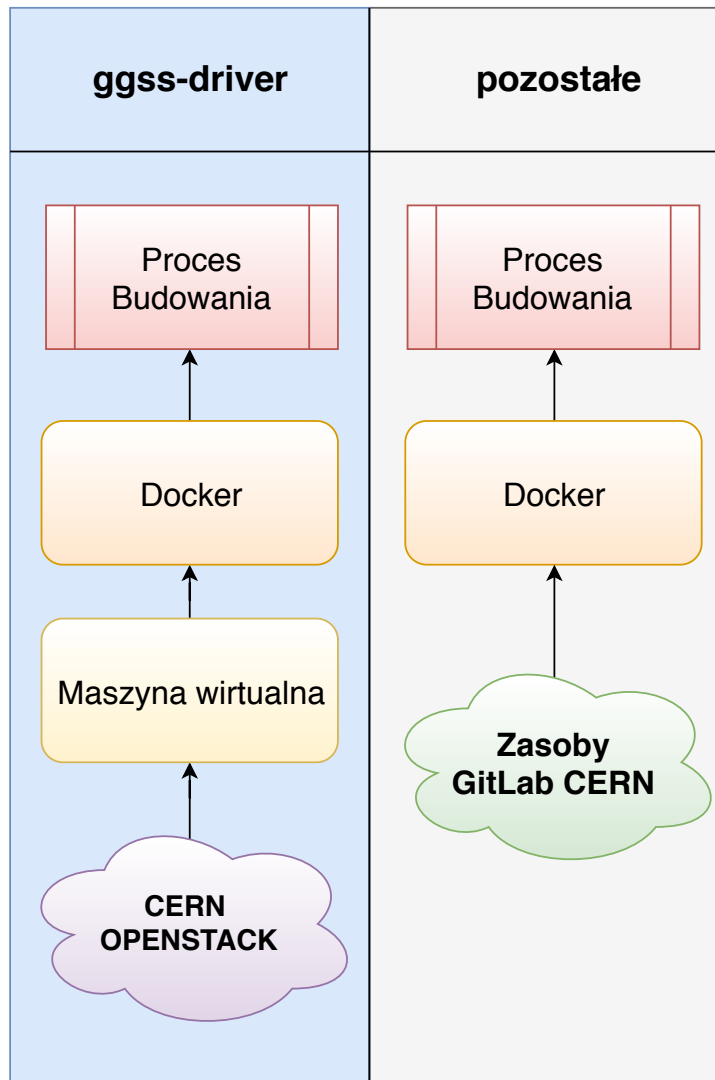 ggss-driver
pozostałe
Proces
Budowania
Proces
Budowania
Docker
Docker
Maszyna wirtualna
Zasoby
GitLab CERN
CERN
OPENSTACK